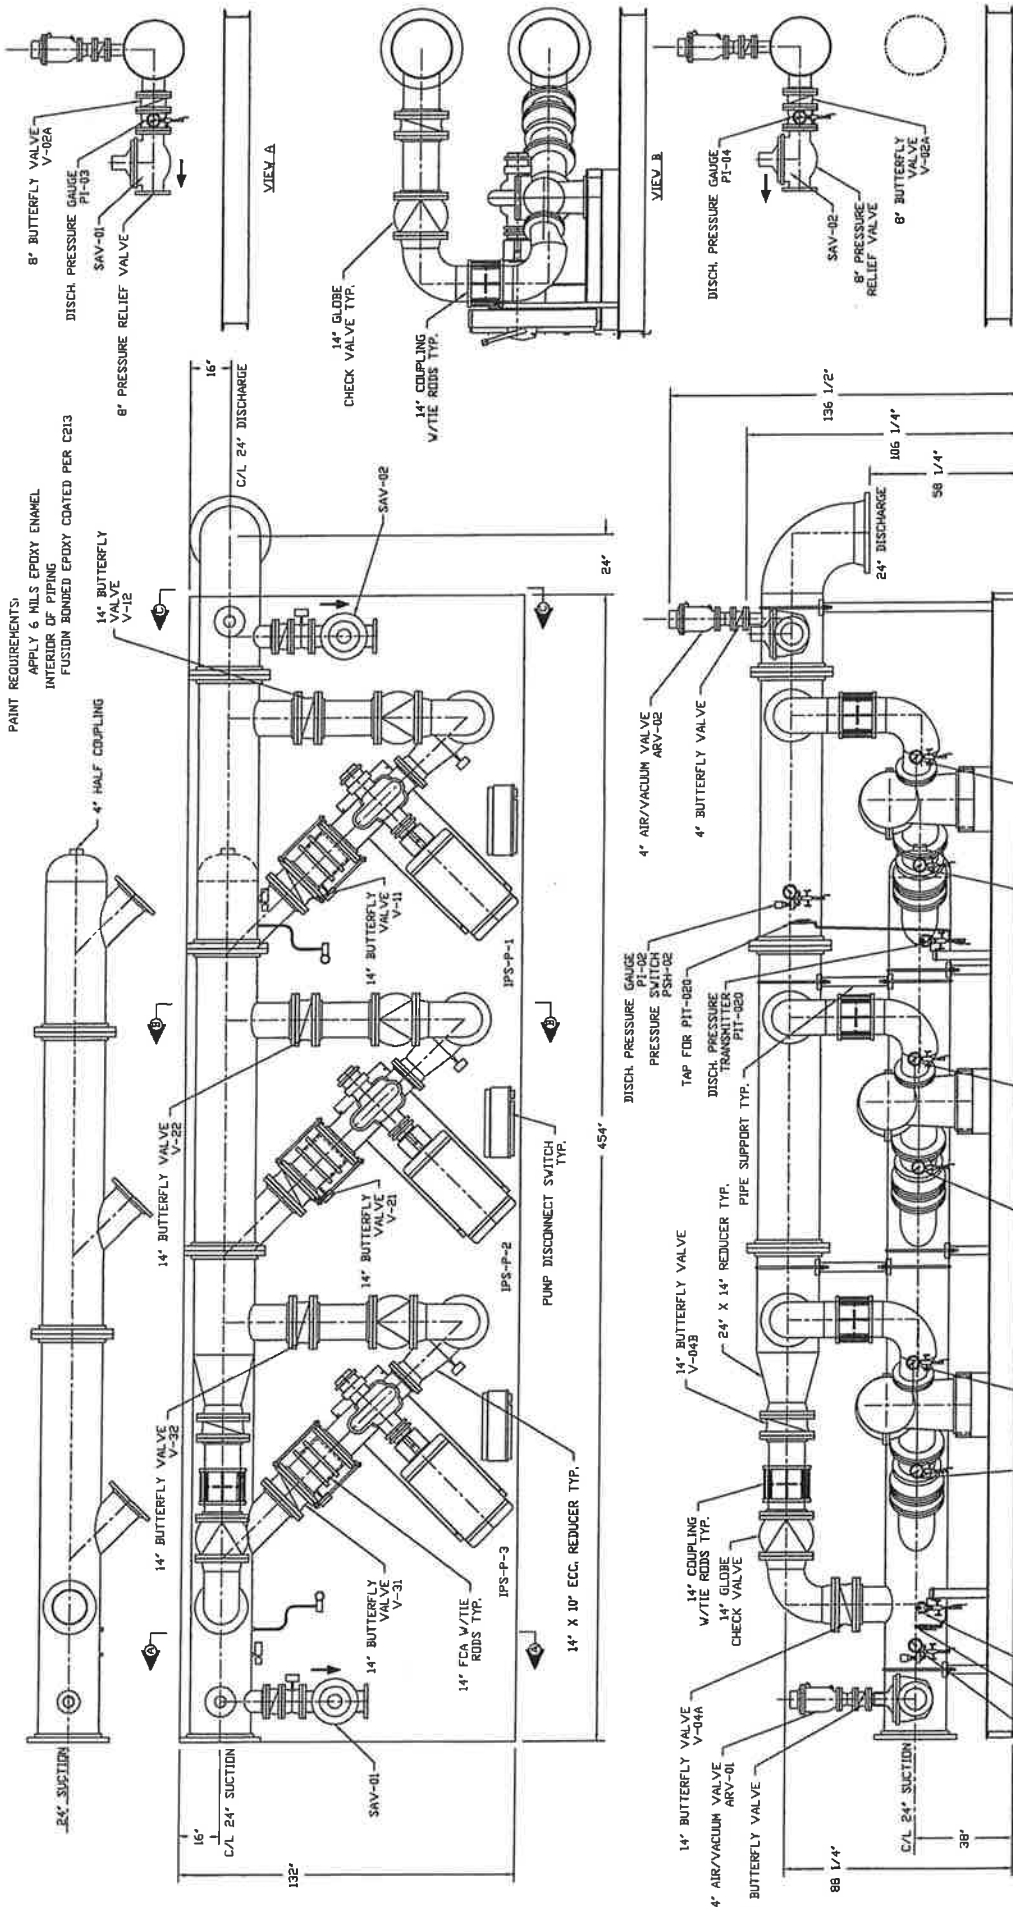 PAINT REQUIREMENTS:
APPLY 6 MILS EPOXY ENAMEL
INTERIOR OF PIPING
FUSION BONDED EPOXY COATED PER C213
24" SUCTION
4" HALF COUPLING
14" BUTTERFLY VALVE
V-32
14" BUTTERFLY VALVE
V-22
14" BUTTERFLY
VALVE
V-12
A
B
C
16"
C/L 24" SUCTION
132"
SAV-01
14" BUTTERFLY
VALVE
V-31
14" FCA W/TIE
RODS TYP.
IPS-P-3
14" X 10" ECC. REDUCER TYP.
14" BUTTERFLY
VALVE
V-21
IPS-P-2
PUMP DISCONNECT SWITCH
TYP.
14" BUTTERFLY
VALVE
V-11
IPS-P-1
SAV-02
A
B
C
16"
C/L 24" DISCHARGE
24"
454"
14" BUTTERFLY VALVE
V-04A
4" AIR/VACUUM VALVE
ARV-01
BUTTERFLY VALVE
C/L 24" SUCTION
88 1/4"
38"
14" COUPLING
W/TIE RODS TYP.
14" GLOBE
CHECK VALVE
14" BUTTERFLY VALVE
V-04B
24" X 14" REDUCER TYP.
PIPE SUPPORT TYP.
DISCH. PRESSURE GAUGE
PI-02
PRESSURE SWITCH
PSH-02
TAP FOR PIT-020
DISCH. PRESSURE
TRANSMITTER
PIT-020
4" AIR/VACUUM VALVE
ARV-02
4" BUTTERFLY VALVE
24" DISCHARGE
58 1/4"
106 1/4"
136 1/2"
8" BUTTERFLY VALVE
V-02A
DISCH. PRESSURE GAUGE
PI-03
SAV-01
8" PRESSURE RELIEF VALVE
VIEW A
14" GLOBE
CHECK VALVE TYP.
14" COUPLING
W/TIE RODS TYP.
VIEW B
DISCH. PRESSURE GAUGE
PI-04
SAV-02
8" PRESSURE
RELIEF VALVE
8" BUTTERFLY
VALVE
V-02A